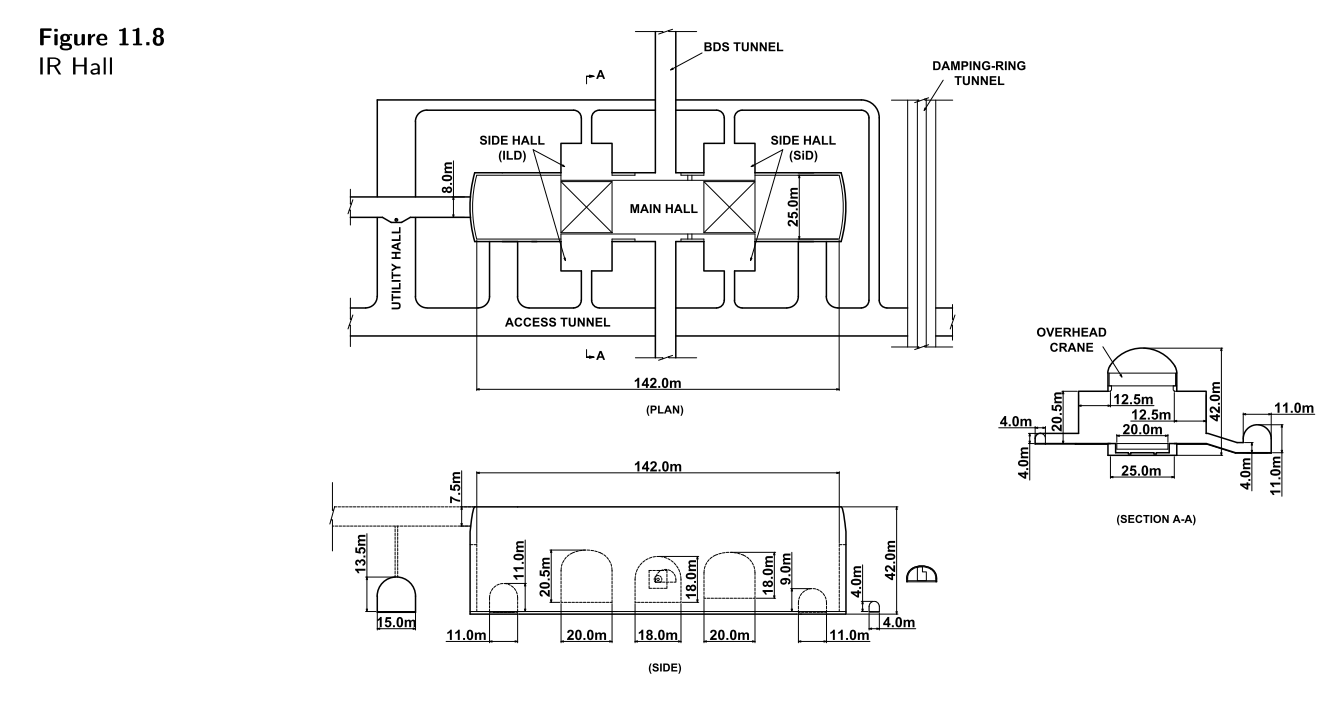 Figure 11.8
IR Hall
BDS TUNNEL
A
DAMPING-RING
TUNNEL
SIDE HALL
(ILD)
SIDE HALL
(SiD)
8.0m
MAIN HALL
25.0m
UTILITY HALL
ACCESS TUNNEL
A
142.0m
(PLAN)
OVERHEAD
CRANE
4.0m
20.5m
12.5m
12.5m
20.0m
42.0m
11.0m
4.0m
25.0m
4.0m
11.0m
(SECTION A-A)
142.0m
7.5m
13.5m
15.0m
11.0m
20.5m
18.0m
18.0m
9.0m
4.0m
42.0m
11.0m
20.0m
18.0m
20.0m
11.0m
4.0m
(SIDE)